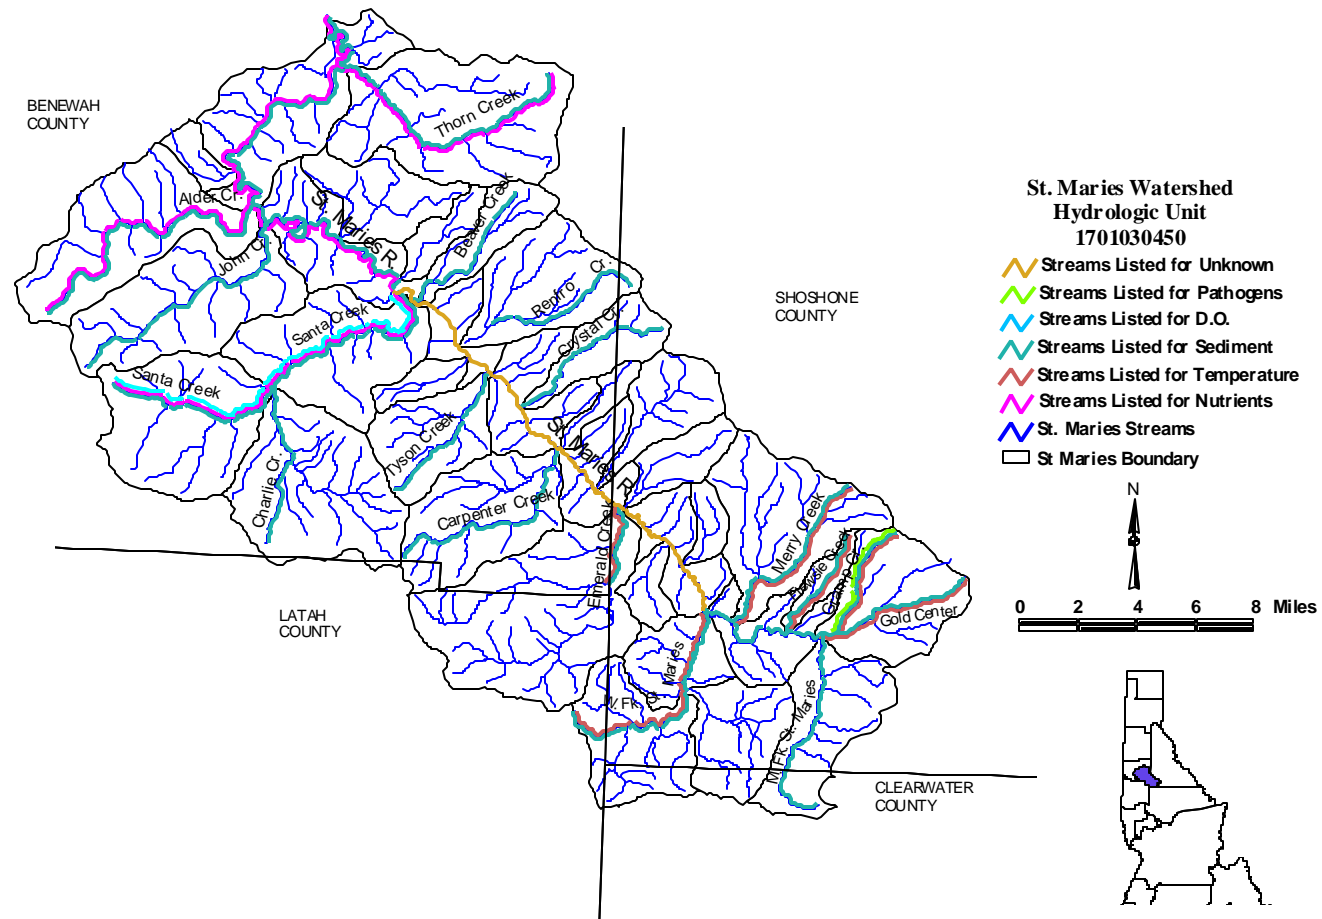 BENEWAH
COUNTY
Thorn Creek
Alder Cr.
St. Maries R.
Beaver Creek
John Cr.
Santa Creek
Renfro Cr.
Crystal Cr.
Santa Creek
Tyson Creek
Charlie Cr.
Carpenter Creek
St. Maries R.
Emerald Creek
Merry Creek
Gramp Cr.
Gold Center
W. Fk. St. Maries
M. Fk. St. Maries
SHOSHONE
COUNTY
LATAH
COUNTY
CLEARWATER
COUNTY
St. Maries Watershed
Hydrologic Unit
1701030450
Streams Listed for Unknown
Streams Listed for Pathogens
Streams Listed for D.O.
Streams Listed for Sediment
Streams Listed for Temperature
Streams Listed for Nutrients
St. Maries Streams
St Maries Boundary
N
0 2 4 6 8 Miles